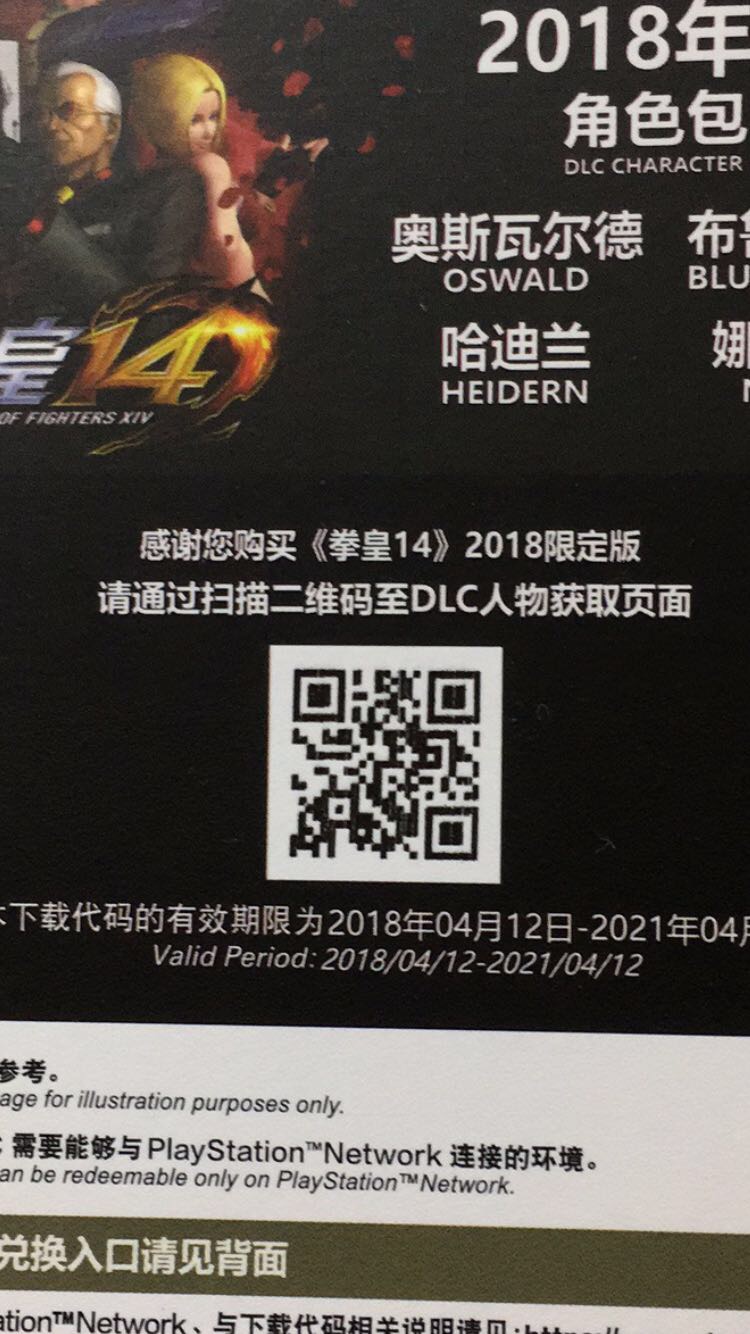 2018年
角色包
DLC CHARACTER
奥斯瓦尔德 布鲁
OSWALD BLU
哈迪兰 娜
HEIDERN
皇14
OF FIGHTERS XIV
感谢您购买《拳皇14》2018限定版
请通过扫描二维码至DLC人物获取页面
本下载代码的有效期限为2018年04月12日-2021年04月
Valid Period: 2018/04/12-2021/04/12
参考。
age for illustration purposes only.
需要能够与PlayStation™Network 连接的环境。
an be redeemable only on PlayStation™Network.
兑换入口请见背面
ation™Network、与下载代码相关说明请见:http